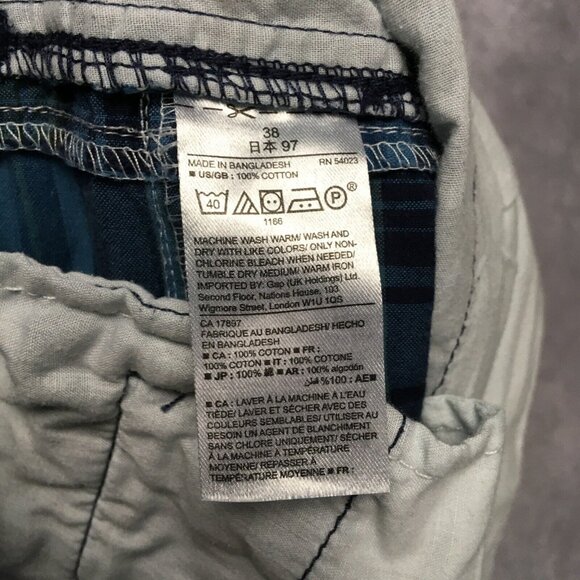 38
日本 97
MADE IN BANGLADESH RN 54023
■ US/GB : 100% COTTON
40 P
1166
MACHINE WASH WARM/ WASH AND
DRY WITH LIKE COLORS/ ONLY NON-
CHLORINE BLEACH WHEN NEEDED/
TUMBLE DRY MEDIUM/ WARM IRON
IMPORTED BY: Gap (UK Holdings) Ltd.
Second Floor, Nations House, 103
Wigmore Street, London W1U 1QS
CA 17897
FABRIQUE AU BANGLADESH/ HECHO
EN BANGLADESH
■ CA : 100% COTON ■ FR :
100% COTON ■ IT : 100% COTONE
■ JP : 100% 綿 ■ AR : 100% algodón
■ AE : %100 قطن
■ CA : LAVER À LA MACHINE À L'EAU
TIÈDE/ LAVER ET SÉCHER AVEC DES
COULEURS SEMBLABLES/ UTILISER AU
BESOIN UN AGENT DE BLANCHIMENT
SANS CHLORE UNIQUEMENT/ SÉCHER
À LA MACHINE À TEMPÉRATURE
MOYENNE/ REPASSER À
TEMPÉRATURE MOYENNE ■ FR :